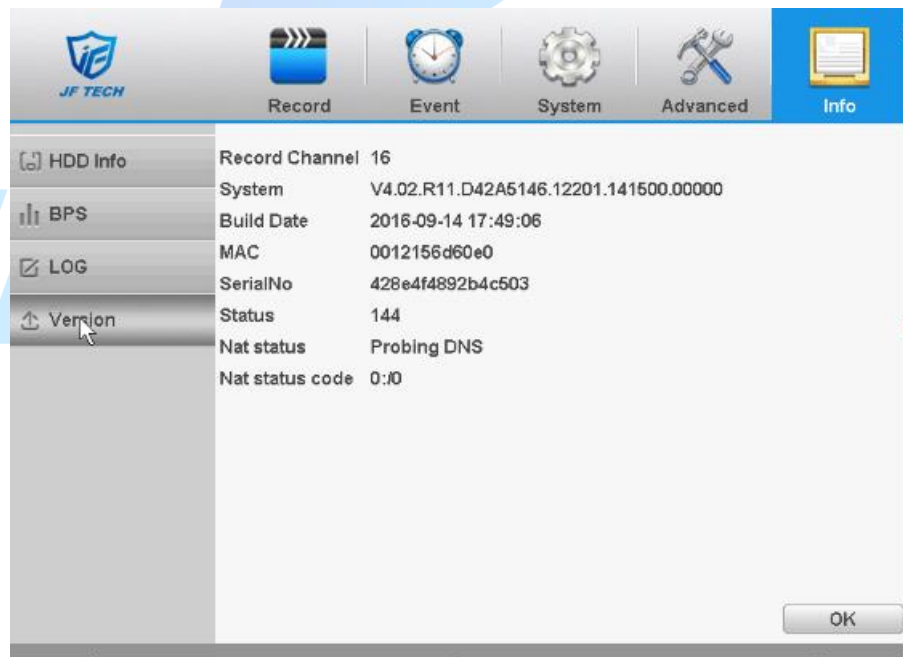 JF TECH
Record Event System Advanced Info
HDD Info
BPS
LOG
Version
Record Channel 16
System V4.02.R11.D42A5146.12201.141500.00000
Build Date 2016-09-14 17:49:06
MAC 0012156d60e0
SerialNo 428e4f4892b4c503
Status 144
Nat status Probing DNS
Nat status code 0:/0
OK